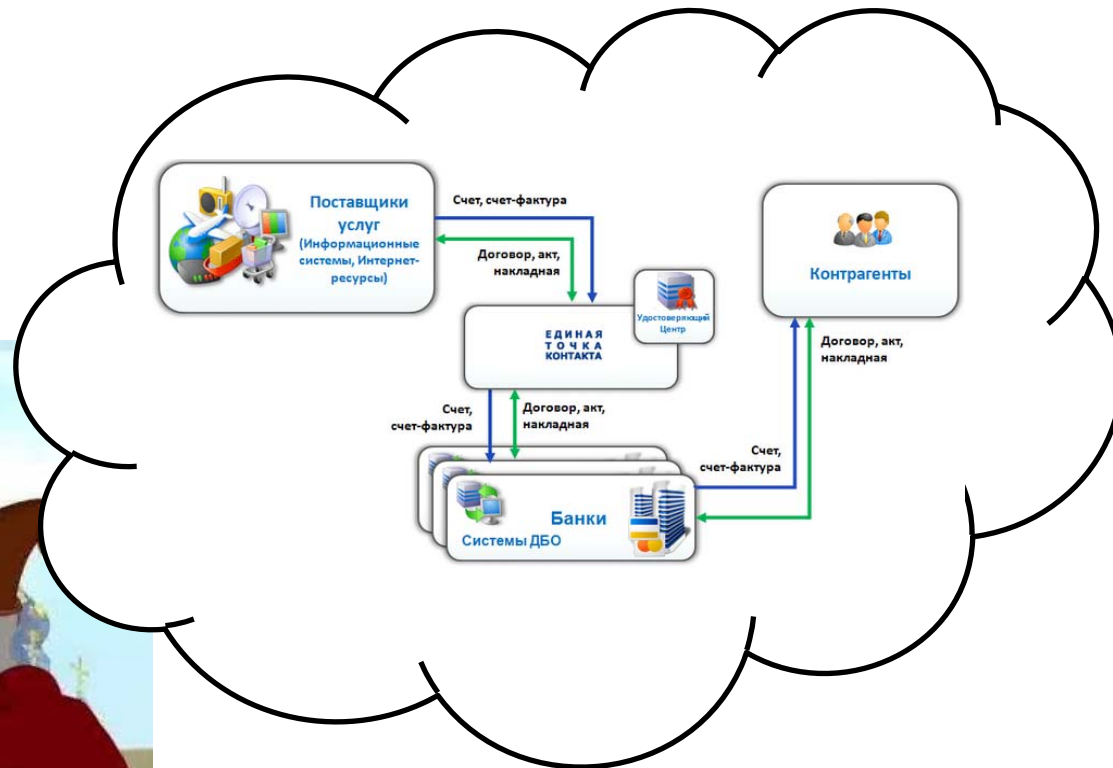 Поставщики
услуг
(Информационные
системы, Интернет-
ресурсы)
Счет, счет-фактура
Договор, акт,
накладная
Удостоверяющий
Центр
ЕДИНАЯ
ТОЧКА
КОНТАКТА
Контрагенты
Договор, акт,
накладная
Счет,
счет-фактура
Договор, акт,
накладная
Счет,
счет-фактура
Банки
Системы ДБО